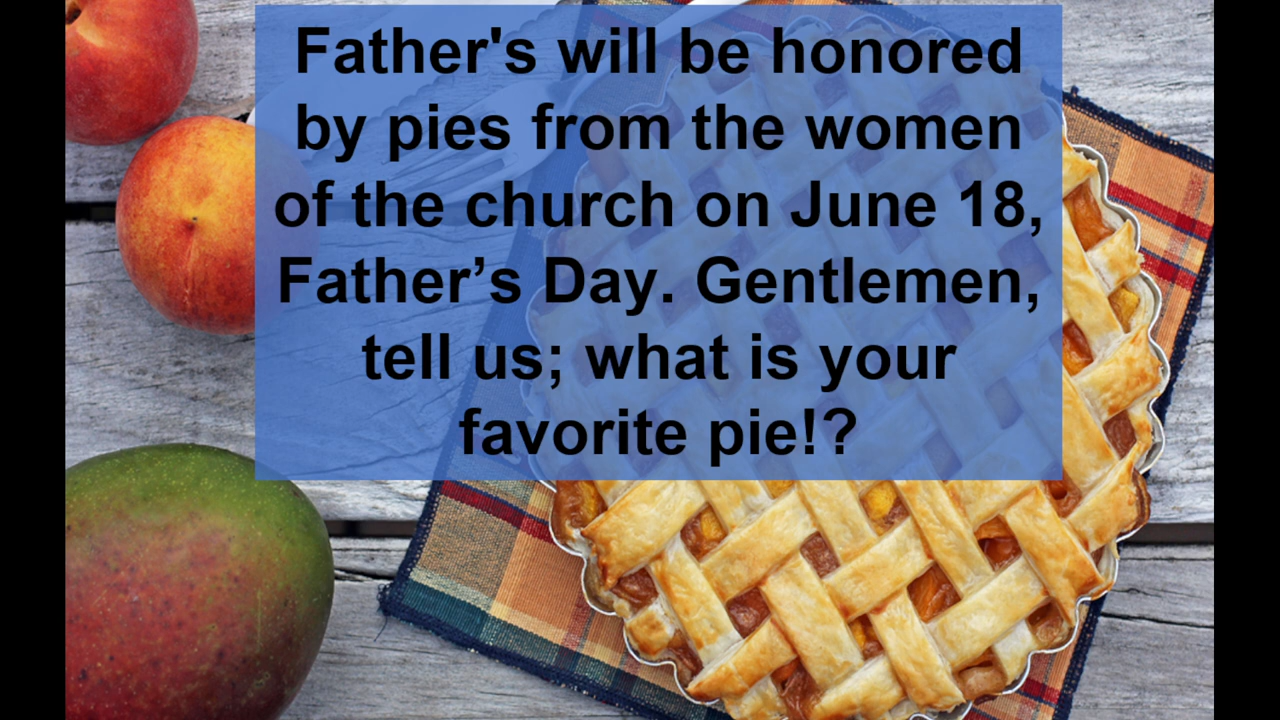 Father's will be honored
by pies from the women
of the church on June 18,
Father’s Day. Gentlemen,
tell us; what is your
favorite pie!?